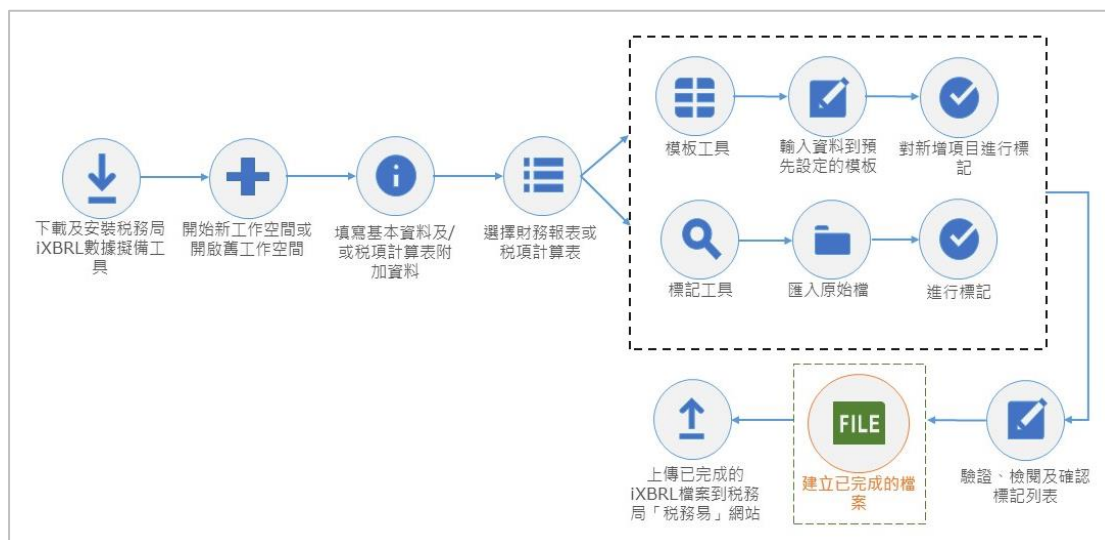 下載及安裝稅務局
iXBRL數據擬備工
具
開始新工作空間或
開啟舊工作空間
填寫基本資料及/
或稅項計算表附
加資料
選擇財務報表或
稅項計算表
模板工具
輸入資料到預
先設定的模板
對新增項目進行標
記
標記工具
匯入原始檔
進行標記
驗證、檢閱及確認
標記列表
FILE
建立已完成的檔
案
上傳已完成的
iXBRL檔案到稅務
局「稅務易」網站